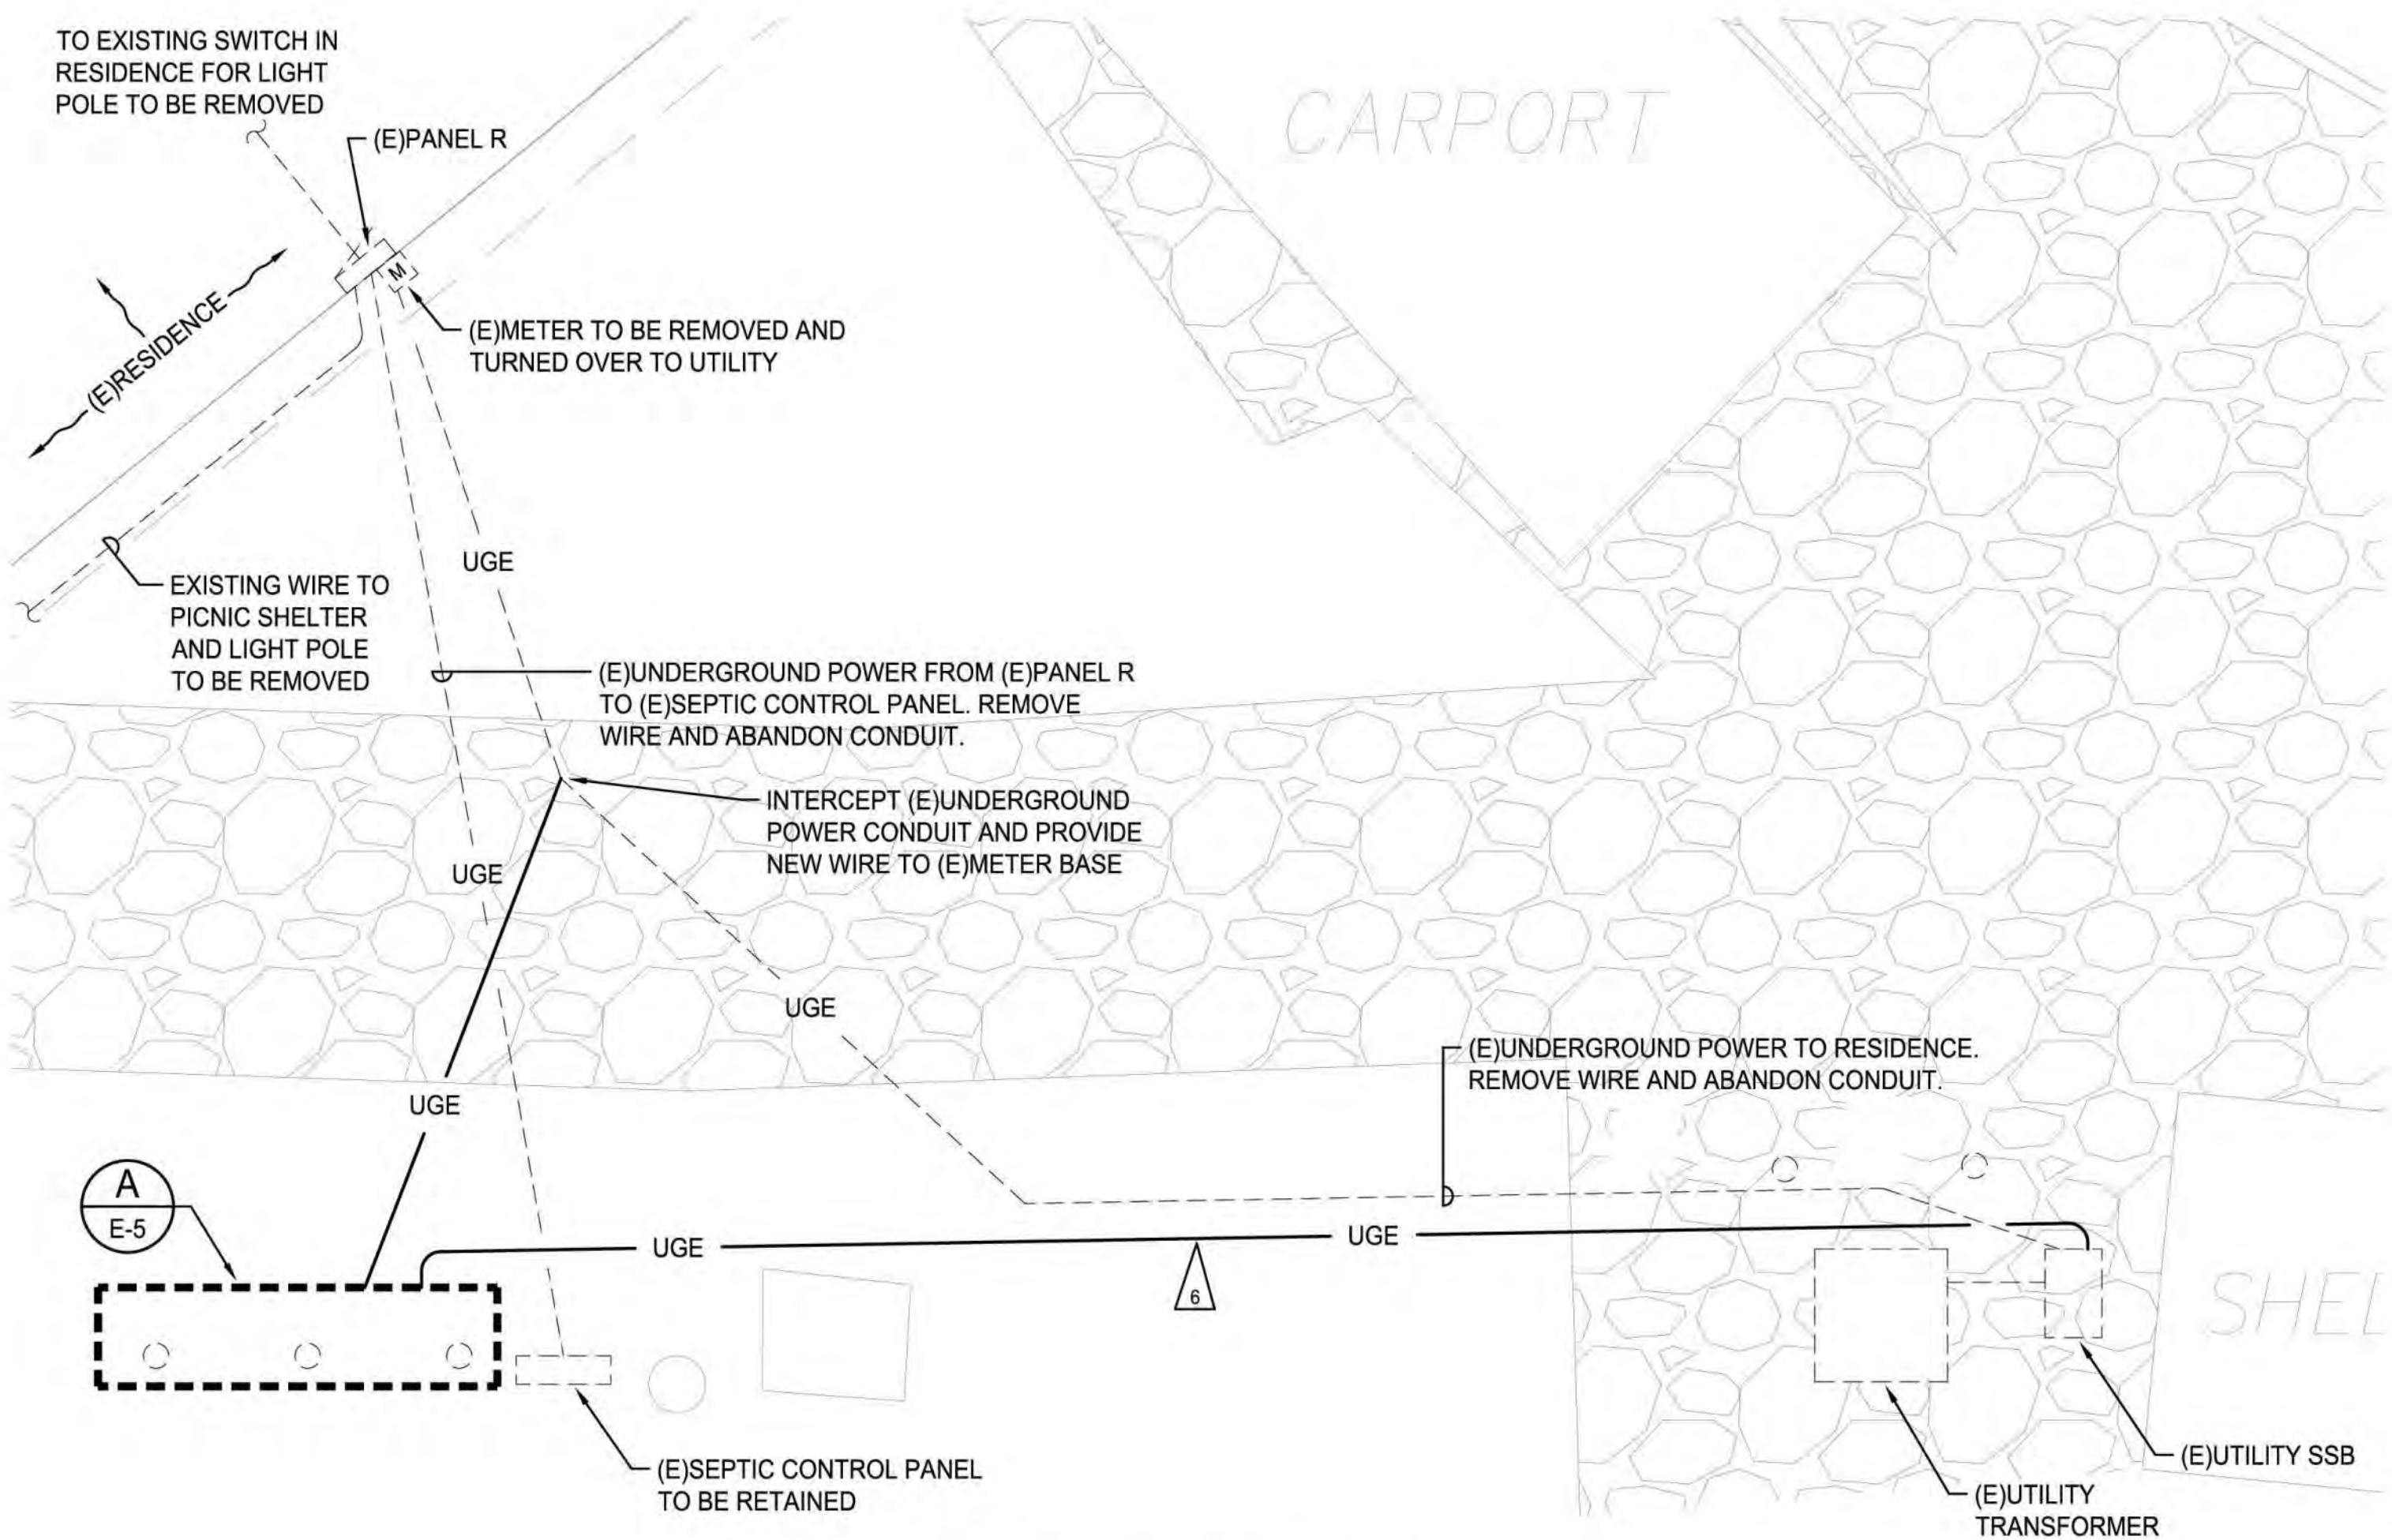 TO EXISTING SWITCH IN
RESIDENCE FOR LIGHT
POLE TO BE REMOVED
(E)PANEL R
CARPORT
M
(E)RESIDENCE
(E)METER TO BE REMOVED AND
TURNED OVER TO UTILITY
UGE
EXISTING WIRE TO
PICNIC SHELTER
AND LIGHT POLE
TO BE REMOVED
(E)UNDERGROUND POWER FROM (E)PANEL R
TO (E)SEPTIC CONTROL PANEL. REMOVE
WIRE AND ABANDON CONDUIT.
INTERCEPT (E)UNDERGROUND
POWER CONDUIT AND PROVIDE
NEW WIRE TO (E)METER BASE
UGE
UGE
(E)UNDERGROUND POWER TO RESIDENCE.
REMOVE WIRE AND ABANDON CONDUIT.
UGE
A
E-5
UGE
UGE
6
SHEL
(E)SEPTIC CONTROL PANEL
TO BE RETAINED
(E)UTILITY SSB
(E)UTILITY
TRANSFORMER